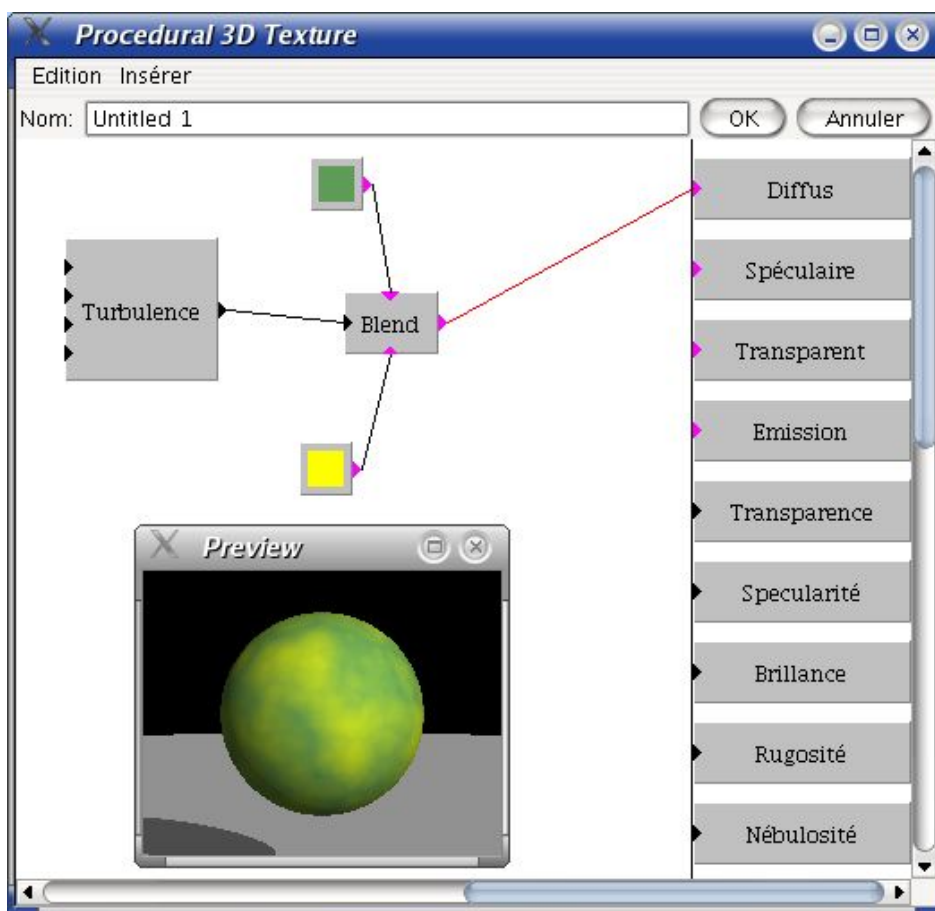 Procedural 3D Texture
Edition Insérer
Nom: Untitled 1 OK Annuler
Diffus
Spéculaire
Turbulence
Blend
Transparent
Emission
Transparence
Preview
Specularité
Brillance
Rugosité
Nébulosité